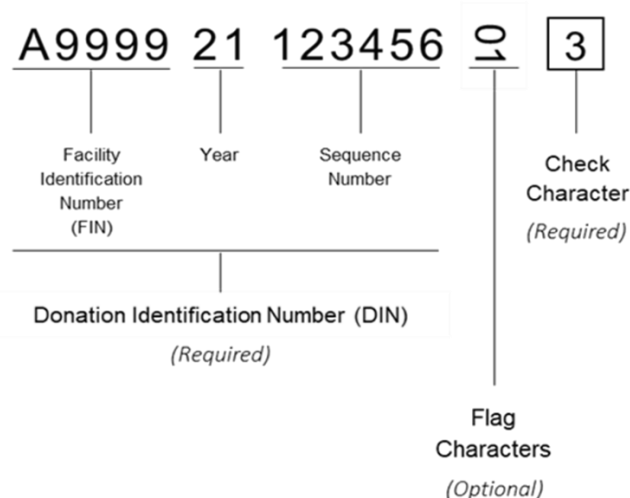 A9999 21 123456 01 3
Facility
Identification
Number
(FIN)
Year
Sequence
Number
Check
Character
(Required)
Donation Identification Number (DIN)
(Required)
Flag
Characters
(Optional)